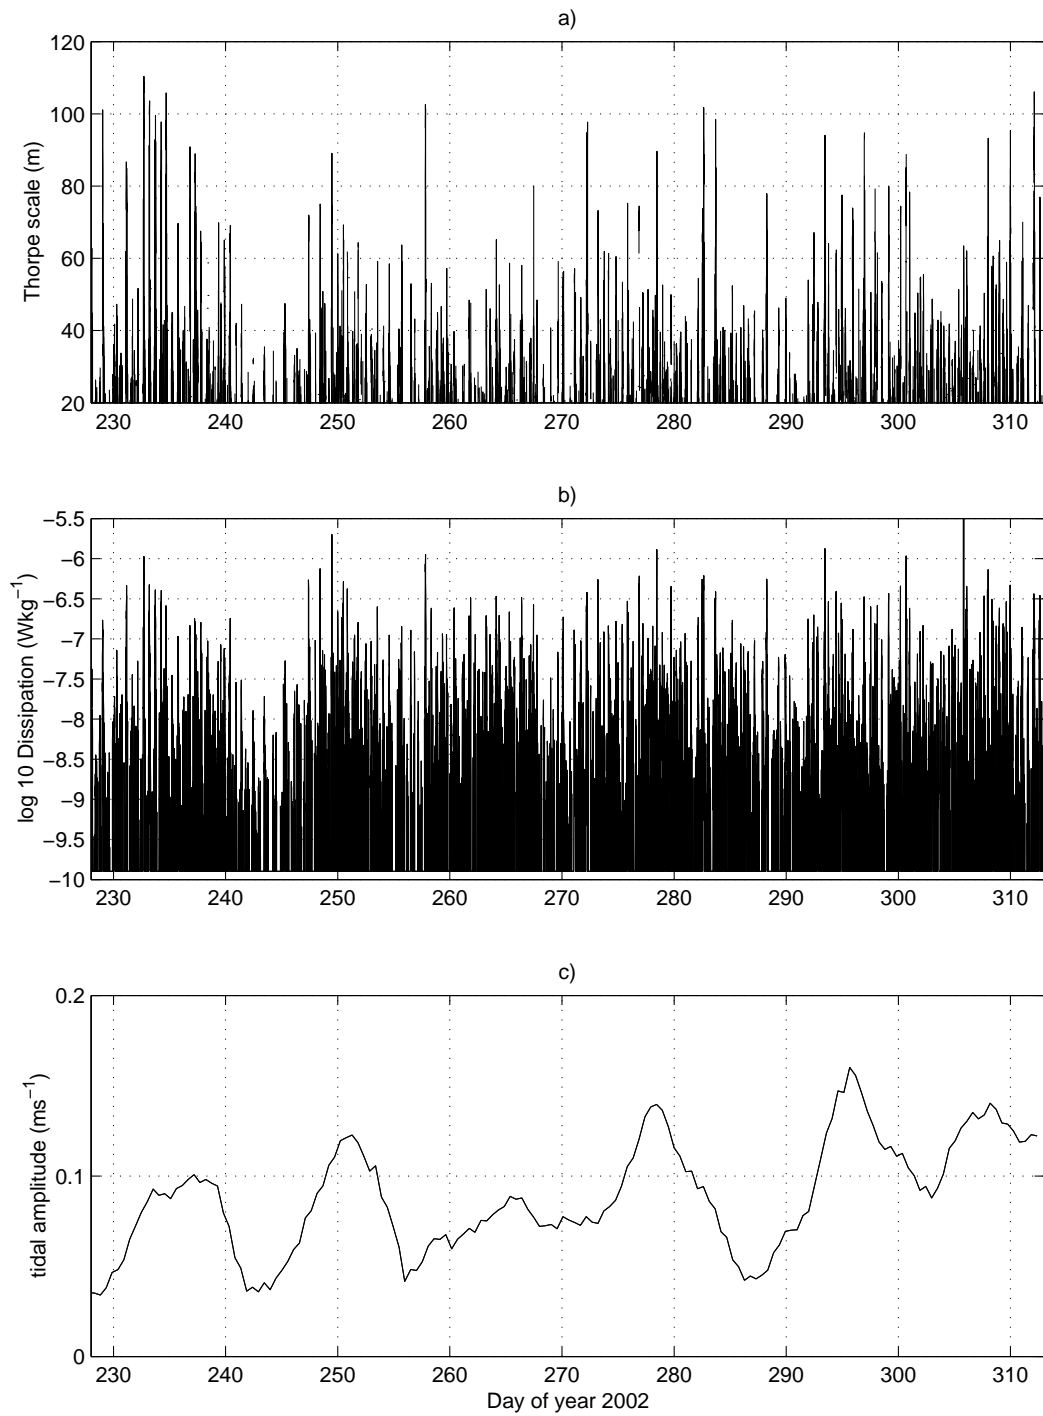 a)
120
100
80
60
40
20
Thorpe scale (m)
230 240 250 260 270 280 290 300 310
b)
−5.5
−6
−6.5
−7
−7.5
−8
−8.5
−9
−9.5
−10
log 10 Dissipation (Wkg−1)
230 240 250 260 270 280 290 300 310
c)
0.2
0.1
0
tidal amplitude (ms−1)
230 240 250 260 270 280 290 300 310
Day of year 2002